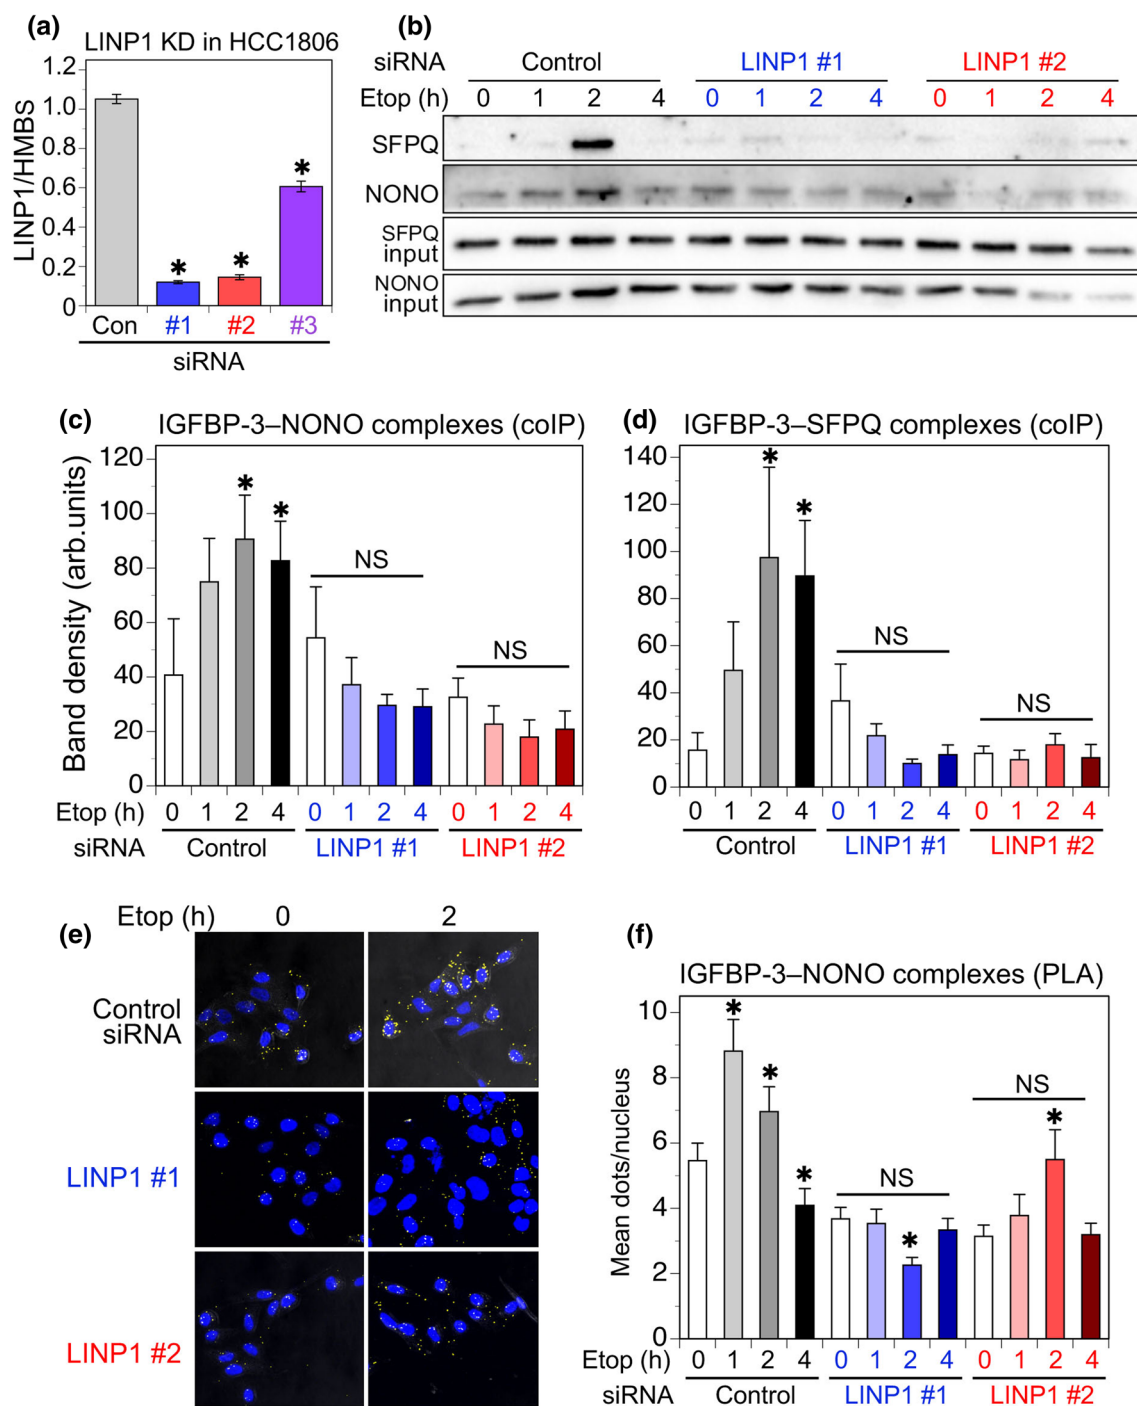 (a)
LINP1 KD in HCC1806
LINP1/HMBs
1.2
1.0
0.8
0.6
0.4
0.2
0
* * *
Con #1 #2 #3
siRNA
(b)
siRNA Control LINP1 #1 LINP1 #2
Etop (h) 0 1 2 4 0 1 2 4 0 1 2 4
SFPQ
NONO
SFPQ
input
NONO
input
(c)
IGFBP-3–NONO complexes (coIP)
Band density (arb.units)
120
100
80
60
40
20
0
* *
NS
NS
Etop (h) 0 1 2 4 0 1 2 4 0 1 2 4
siRNA Control LINP1 #1 LINP1 #2
(d)
IGFBP-3–SFPQ complexes (coIP)
140
120
100
80
60
40
20
0
* *
NS
NS
0 1 2 4 0 1 2 4 0 1 2 4
Control LINP1 #1 LINP1 #2
(e)
Etop (h) 0 2
Control
siRNA
LINP1 #1
LINP1 #2
(f)
IGFBP-3–NONO complexes (PLA)
Mean dots/nucleus
10
8
6
4
2
0
* * *
NS
*
NS
*
Etop (h) 0 1 2 4 0 1 2 4 0 1 2 4
siRNA Control LINP1 #1 LINP1 #2